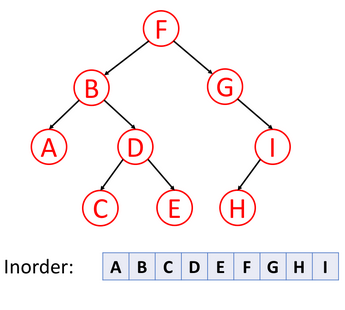 F
B G
A D I
C E H
Inorder: A B C D E F G H I